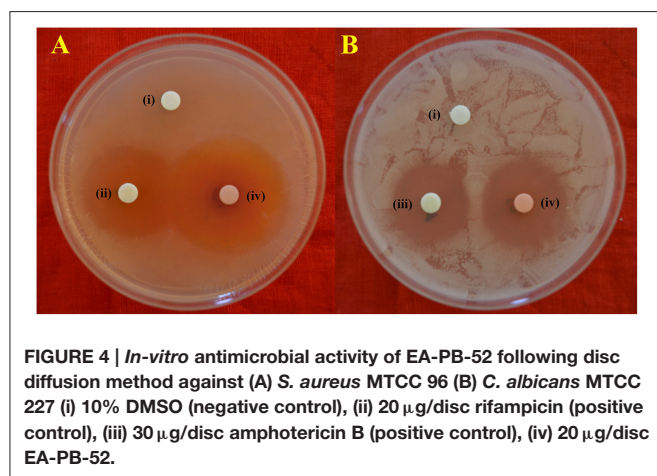 A
B
(i)
(i)
(ii)
(iv)
(iii)
(iv)
FIGURE 4 | In-vitro antimicrobial activity of EA-PB-52 following disc
diffusion method against (A) S. aureus MTCC 96 (B) C. albicans MTCC
227 (i) 10% DMSO (negative control), (ii) 20 μg/disc rifampicin (positive
control), (iii) 30 μg/disc amphotericin B (positive control), (iv) 20 μg/disc
EA-PB-52.